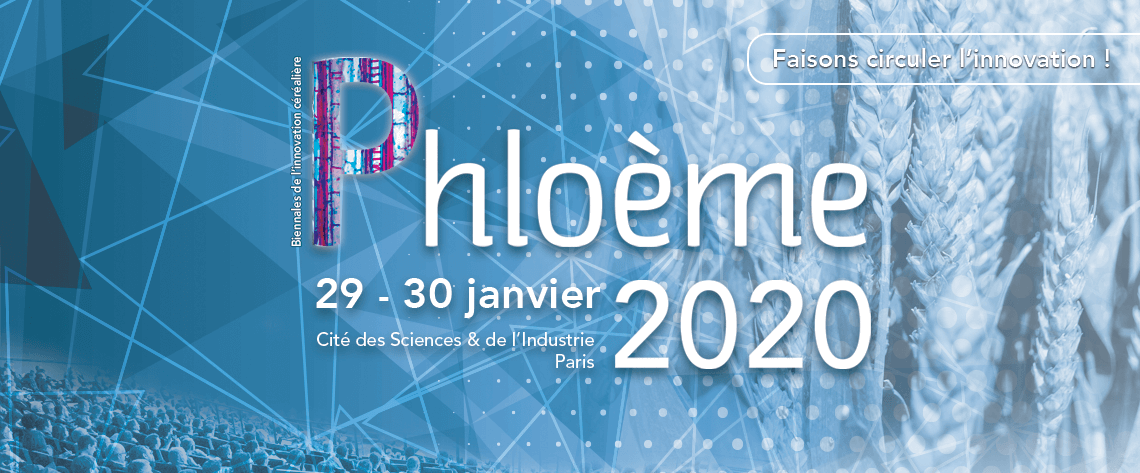 Faisons circuler l'innovation !
Biennales de l'innovation céréalière
Phloème
29 - 30 janvier 2020
Cité des Sciences & de l'Industrie
Paris